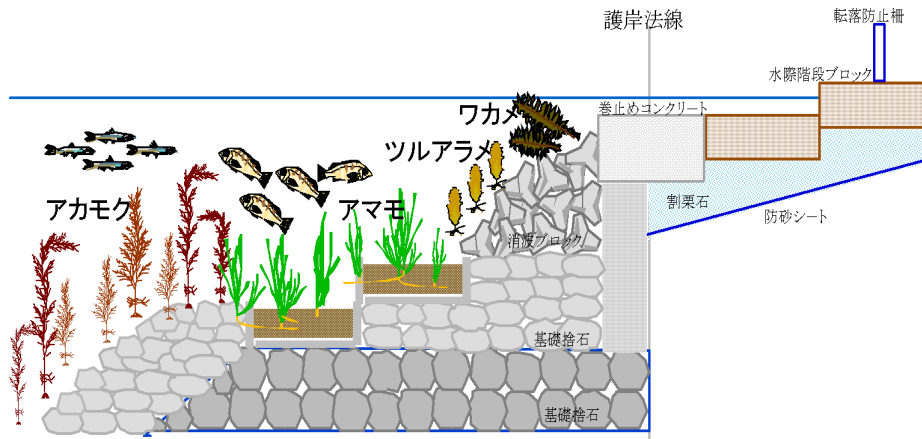 護岸法線
転落防止柵
水際階段ブロック
ワカメ
巻止めコンクリート
ツルアラメ
アカモク
アマモ
割栗石
防砂シート
消波ブロック
基礎捨石
基礎捨石